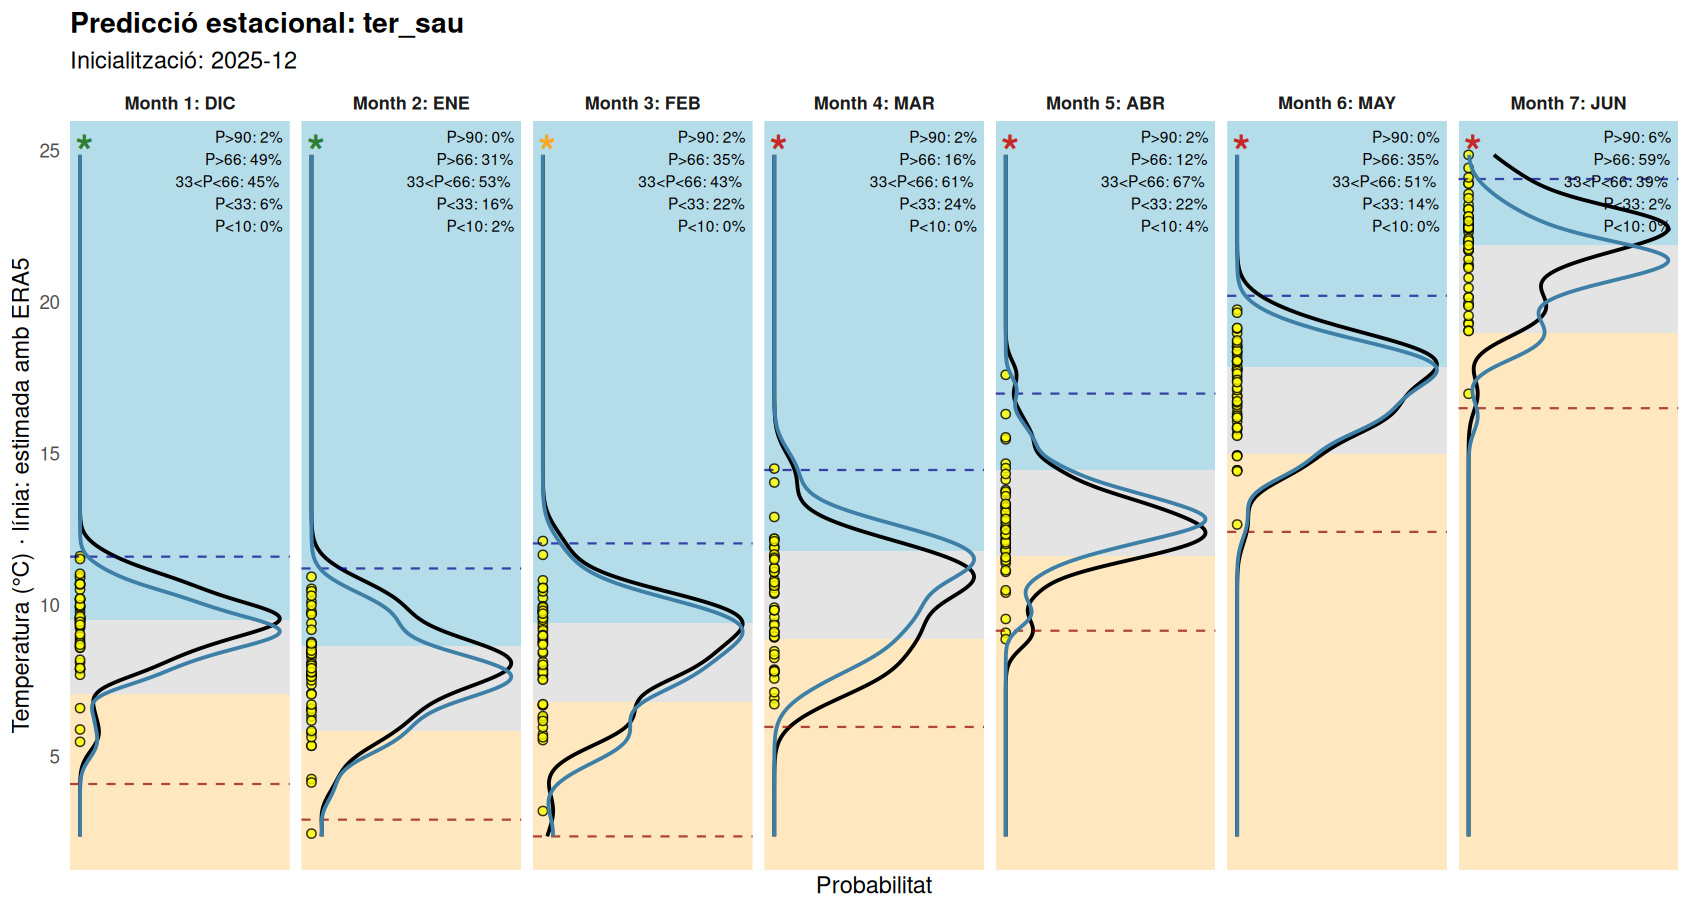 Predicció estacional: ter_sau
Inicialització: 2025-12
Month 1: DIC
Month 2: ENE
Month 3: FEB
Month 4: MAR
Month 5: ABR
Month 6: MAY
Month 7: JUN
P>90: 2%
P>66: 49%
33<P<66: 45%
P<33: 6%
P<10: 0%
P>90: 0%
P>66: 31%
33<P<66: 53%
P<33: 16%
P<10: 2%
P>90: 2%
P>66: 35%
33<P<66: 43%
P<33: 22%
P<10: 0%
P>90: 2%
P>66: 16%
33<P<66: 61%
P<33: 24%
P<10: 0%
P>90: 2%
P>66: 12%
33<P<66: 67%
P<33: 22%
P<10: 4%
P>90: 0%
P>66: 35%
33<P<66: 51%
P<33: 14%
P<10: 0%
P>90: 6%
P>66: 59%
33<P<66: 39%
P<33: 2%
P<10: 0%
25
20
15
10
5
Temperatura (°C) · línia: estimada amb ERA5
Probabilitat